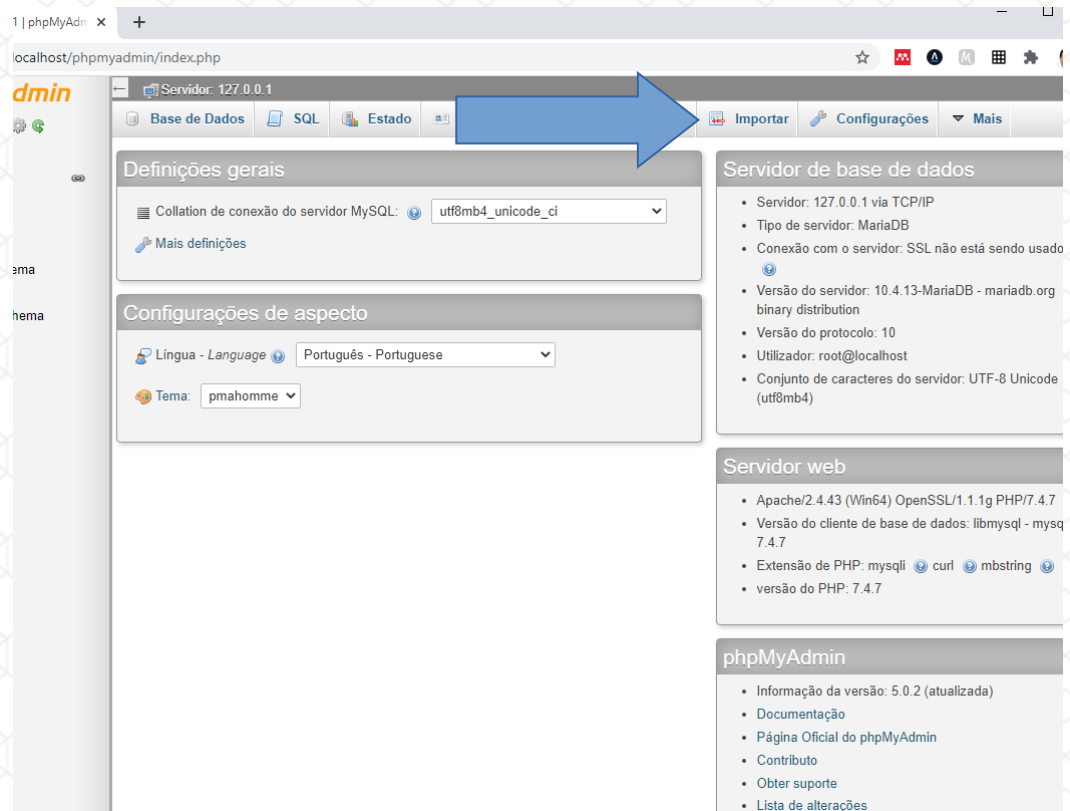 1 | phpMyAdm
localhost/phpmyadmin/index.php
dmin
Servidor: 127.0.0.1
Base de Dados SQL Estado Importar Configurações Mais
ema
hema
Definições gerais
Collation de conexão do servidor MySQL: utf8mb4_unicode_ci
Mais definições
Configurações de aspecto
Língua - Language Português - Portuguese
Tema: pmahomme
Servidor de base de dados
Servidor: 127.0.0.1 via TCP/IP
Tipo de servidor: MariaDB
Conexão com o servidor: SSL não está sendo usado
Versão do servidor: 10.4.13-MariaDB - mariadb.org
binary distribution
Versão do protocolo: 10
Utilizador: root@localhost
Conjunto de caracteres do servidor: UTF-8 Unicode
(utf8mb4)
Servidor web
Apache/2.4.43 (Win64) OpenSSL/1.1.1g PHP/7.4.7
Versão do cliente de base de dados: libmysql - mysq
7.4.7
Extensão de PHP: mysqli curl mbstring
versão do PHP: 7.4.7
phpMyAdmin
Informação da versão: 5.0.2 (atualizada)
Documentação
Página Oficial do phpMyAdmin
Contributo
Obter suporte
Lista de alterações